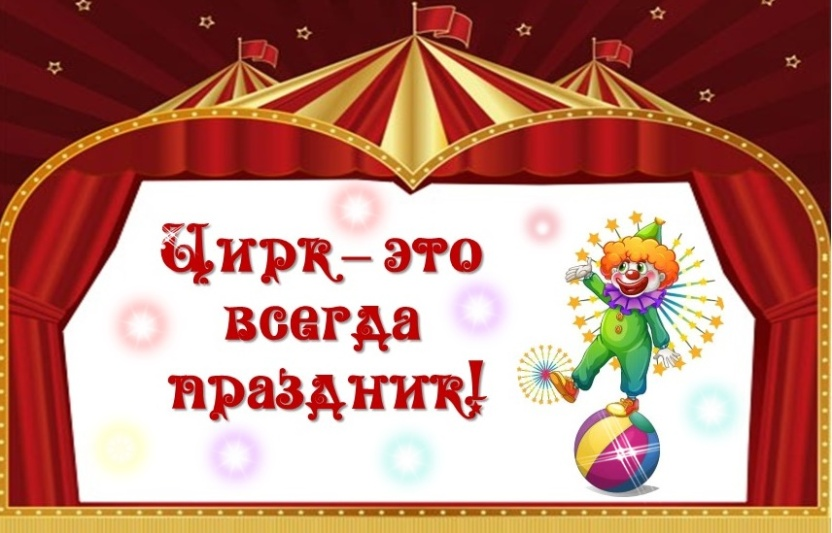 Цирк – это
всегда
праздник!